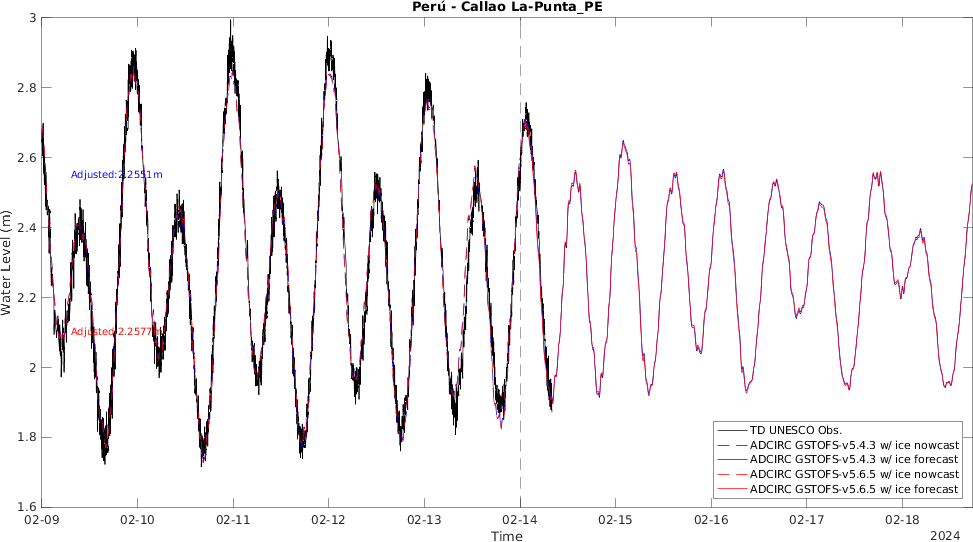 Perú - Callao La-Punta_PE
3
2.8
2.6
2.4
2.2
2
1.8
1.6
Water Level (m)
Adjusted:2.2551m
Adjusted:2.2577m
TD UNESCO Obs.
ADCIRC GSTOFS-v5.4.3 w/ ice nowcast
ADCIRC GSTOFS-v5.4.3 w/ ice forecast
ADCIRC GSTOFS-v5.6.5 w/ ice nowcast
ADCIRC GSTOFS-v5.6.5 w/ ice forecast
02-09 02-10 02-11 02-12 02-13 02-14 02-15 02-16 02-17 02-18
Time
2024